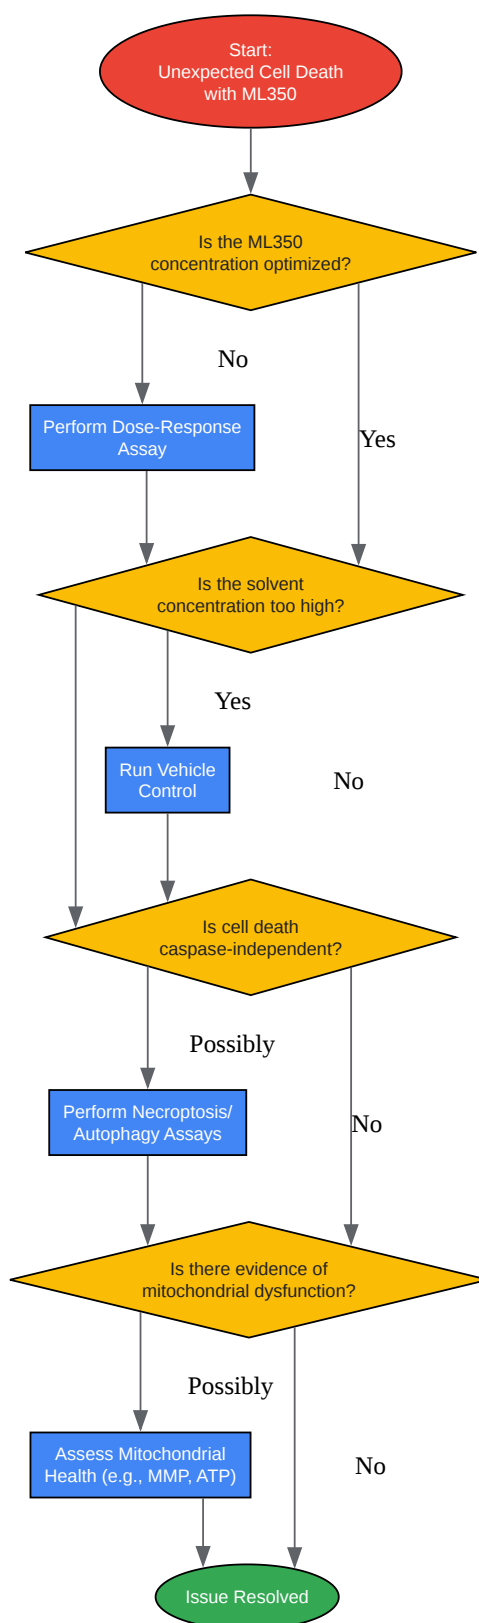 Start:
Unexpected Cell Death
with ML350
Is the ML350
concentration optimized?
No
Perform Dose-Response
Assay
Yes
Is the solvent
concentration too high?
Yes
Run Vehicle
Control
No
Is cell death
caspase-independent?
Possibly
Perform Necroptosis/
Autophagy Assays
No
Is there evidence of
mitochondrial dysfunction?
Possibly
Assess Mitochondrial
Health (e.g., MMP, ATP)
No
Issue Resolved